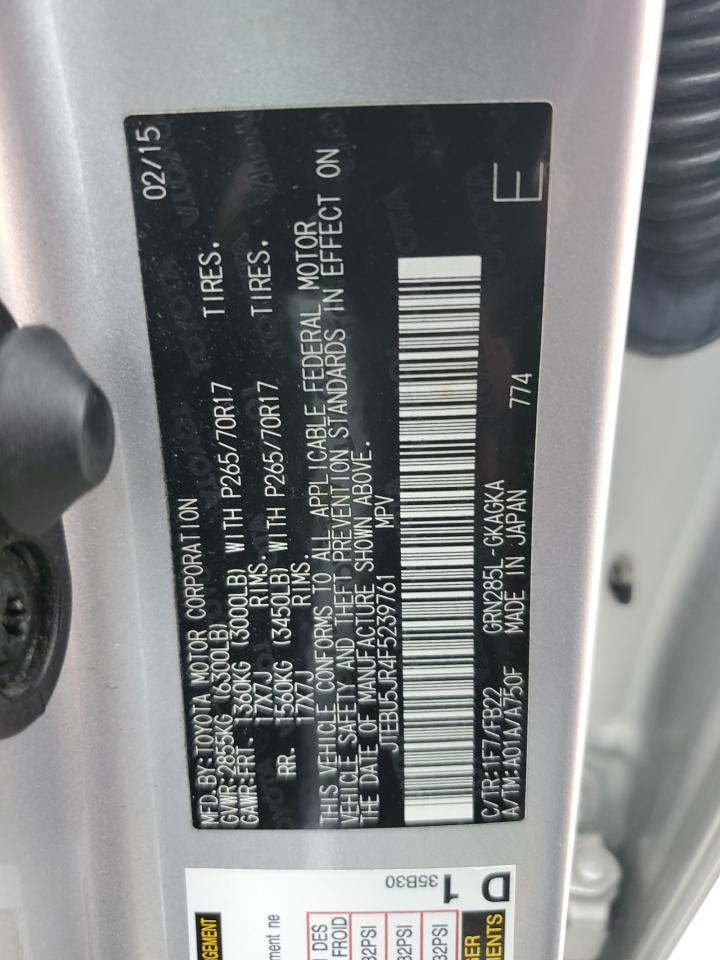 MFD.BY:TOYOTA MOTOR CORPORATION 02/15
GVWR:2855KG (6300LB)
GAWR:FRT. 1360KG (3000LB) WITH P265/70R17 TIRES.
17X7J RIMS.
RR. 1560KG (3450LB) WITH P265/70R17 TIRES.
17X7J RIMS.
THIS VEHICLE CONFORMS TO ALL APPLICABLE FEDERAL MOTOR
VEHICLE SAFETY AND THEFT PREVENTION STANDARDS IN EFFECT ON
THE DATE OF MANUFACTURE SHOWN ABOVE.
JTEBU5JR4F5239761 MPV
C/TR:1F7/FB22 GRN285L-GKAGKA 774
A/TM:A01A/A750F MADE IN JAPAN
E
D 1
35B30